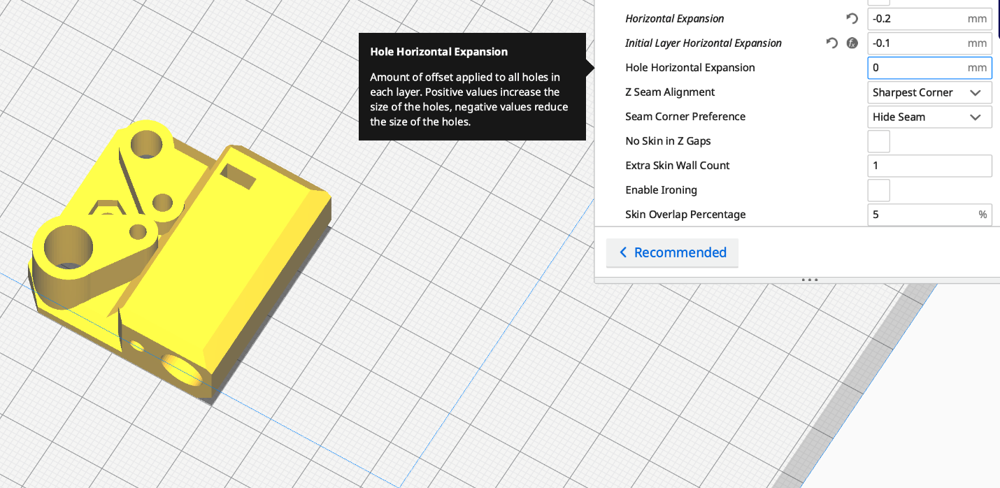 Horizontal Expansion -0.2 mm
Hole Horizontal Expansion
Initial Layer Horizontal Expansion fx -0.1 mm
Hole Horizontal Expansion 0 mm
Amount of offset applied to all holes in
each layer. Positive values increase the
size of the holes, negative values reduce
the size of the holes.
Z Seam Alignment Sharpest Corner
Seam Corner Preference Hide Seam
No Skin in Z Gaps
Extra Skin Wall Count 1
Enable Ironing
Skin Overlap Percentage 5 %
Recommended